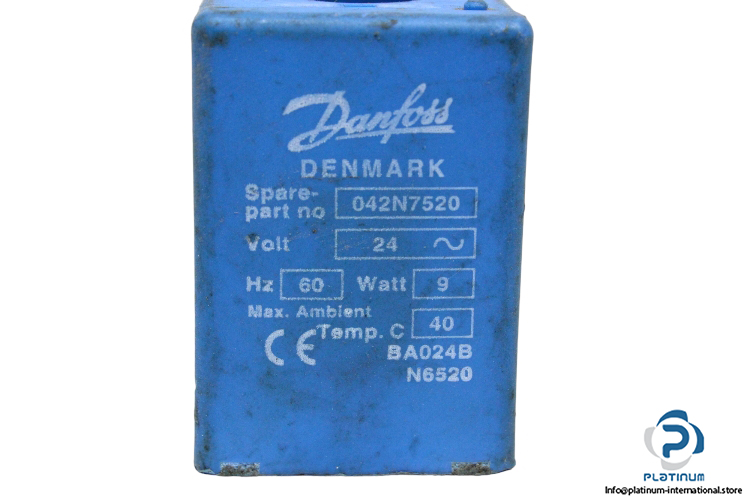 Danfoss
DENMARK
Spare-
part no 042N7520
Volt 24 ~
Hz 60 Watt 9
Max. Ambient
Temp. C 40
CE BA024B
N6520
PLATINUM
Info@platinum-international.store